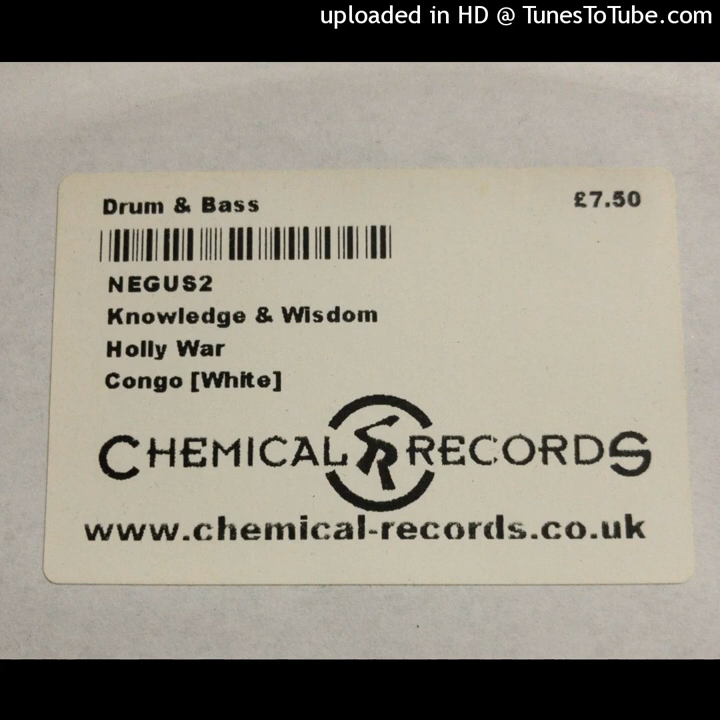 uploaded in HD @ TunesToTube.com
Drum & Bass
£7.50
NEGUS2
Knowledge & Wisdom
Holly War
Congo [White]
CHEMICAL RECORDS
www.chemical-records.co.uk